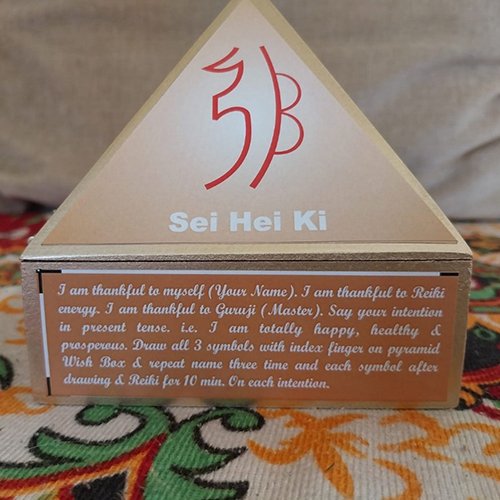 Sei Hei Ki
I am thankful to myself (Your Name). I am thankful to Reiki
energy. I am thankful to Guruji (Master). Say your intention
in present tense. i.e. I am totally happy, healthy &
prosperous. Draw all 3 symbols with index finger on pyramid
Wish Box & repeat name three time and each symbol after
drawing & Reiki for 10 min. On each intention.